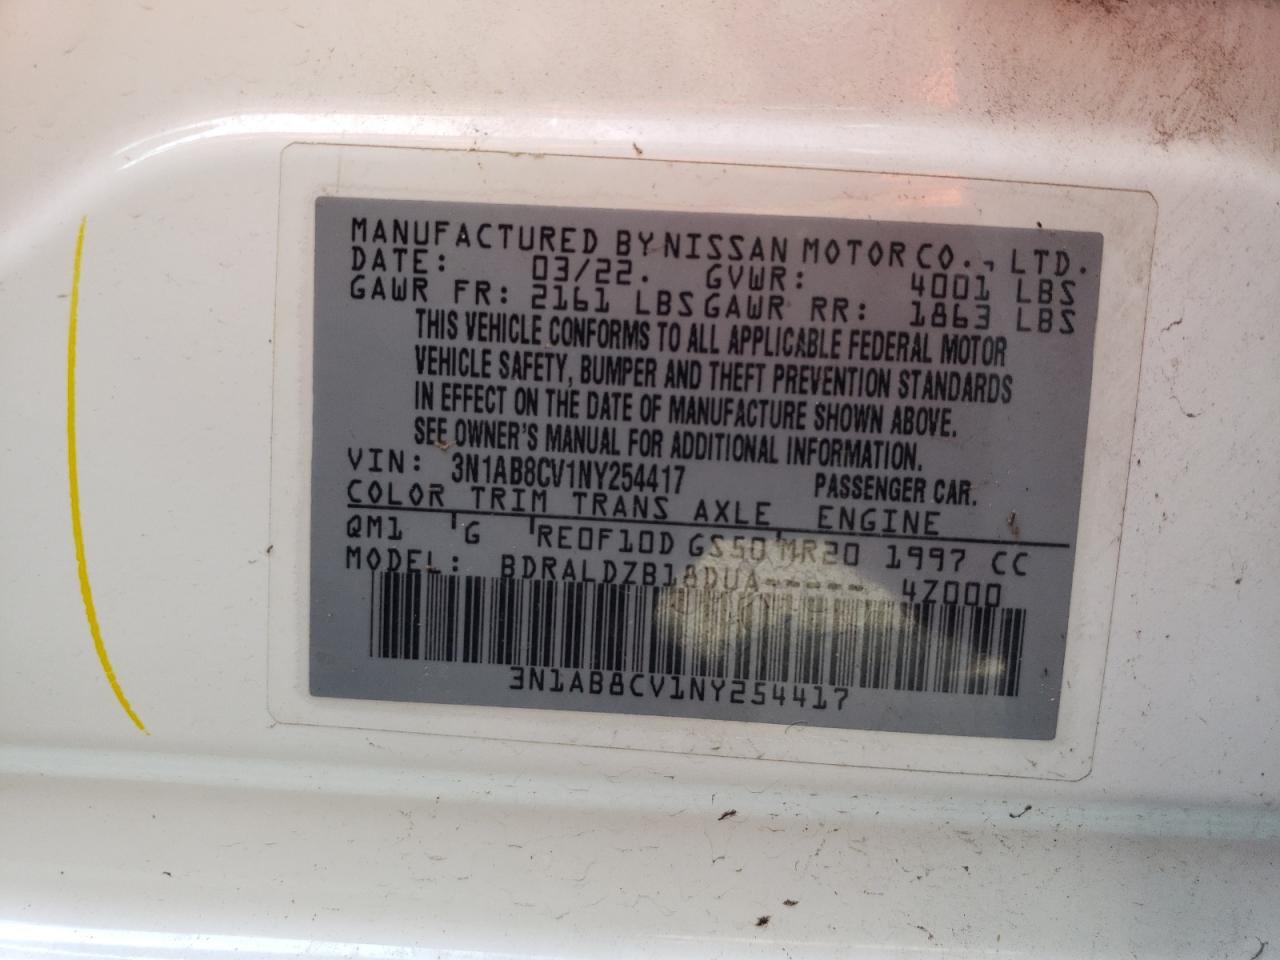 MANUFACTURED BY NISSAN MOTOR CO., LTD.
DATE: 03/22. GVWR: 4001 LBS
GAWR FR: 2161 LBS GAWR RR: 1863 LBS
THIS VEHICLE CONFORMS TO ALL APPLICABLE FEDERAL MOTOR
VEHICLE SAFETY, BUMPER AND THEFT PREVENTION STANDARDS
IN EFFECT ON THE DATE OF MANUFACTURE SHOWN ABOVE.
SEE OWNER'S MANUAL FOR ADDITIONAL INFORMATION.
VIN: 3N1AB8CV1NY254417 PASSENGER CAR.
COLOR TRIM TRANS AXLE ENGINE
QM1 G RE0F10D GS50 MR20 1997 CC
MODEL: BDRALDZB18DUA----- 4Z000
3N1AB8CV1NY254417